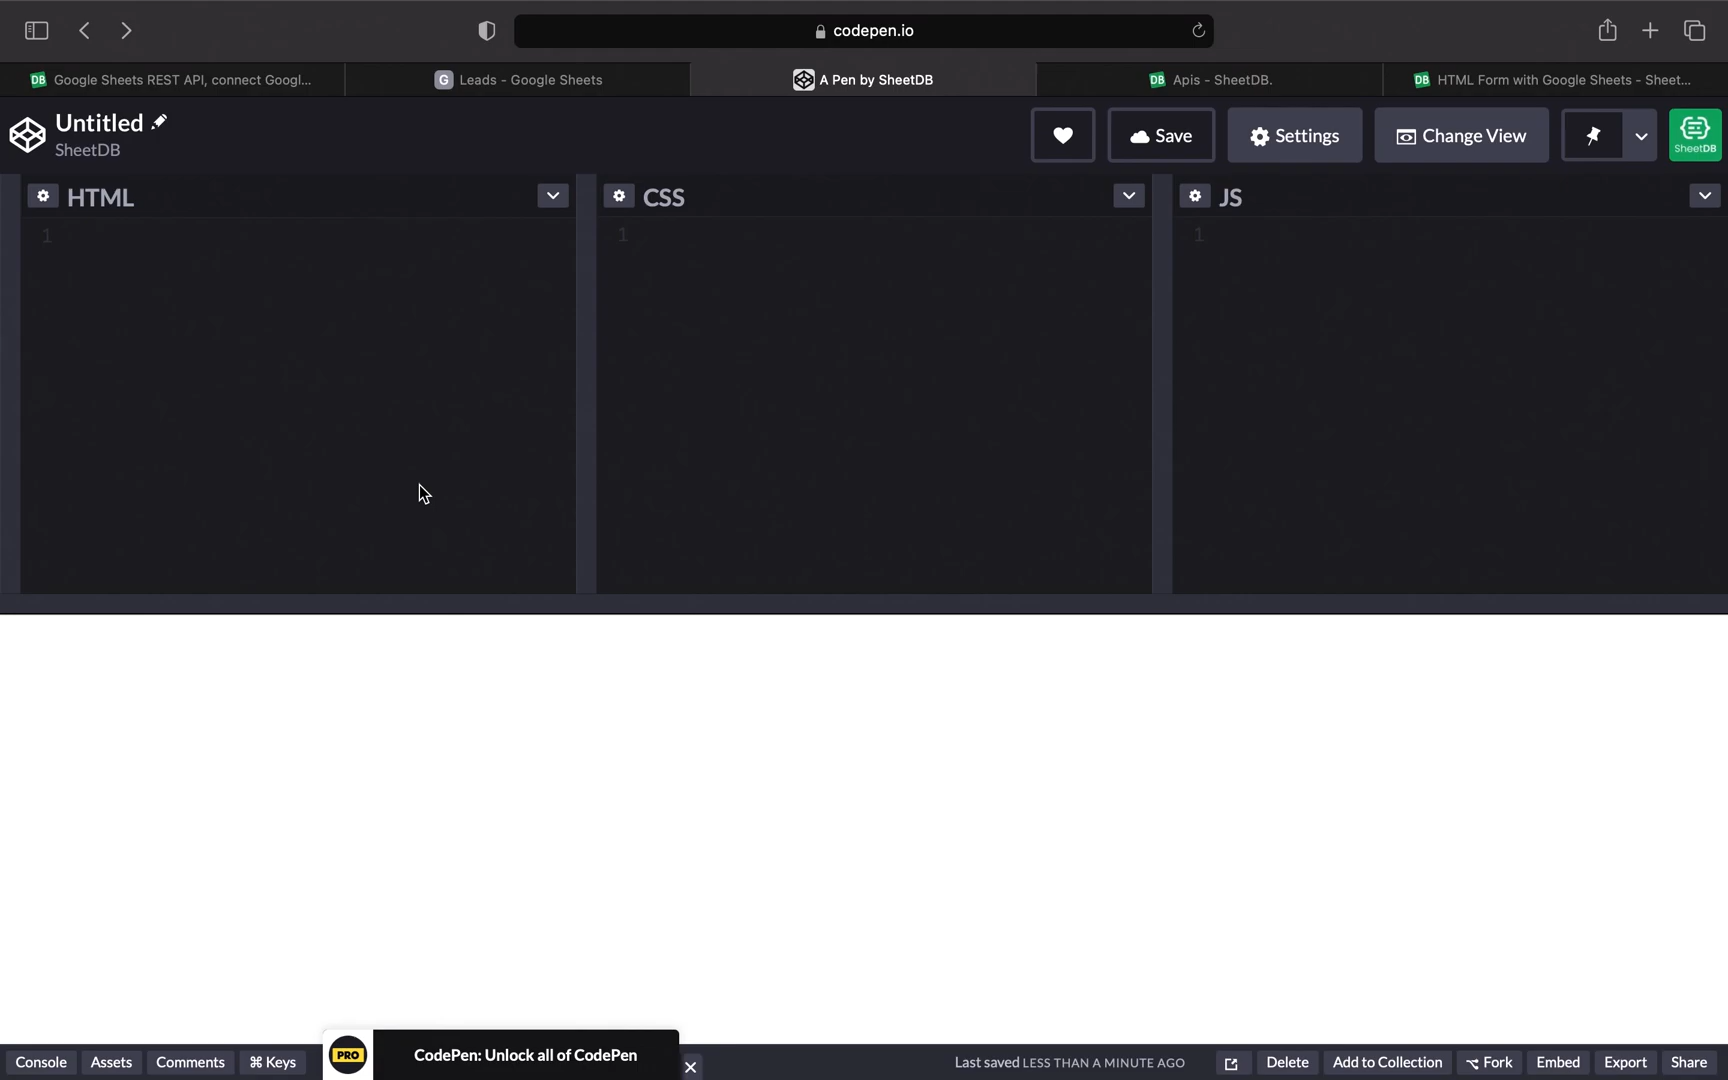 codepen.io
DB Google Sheets REST API, connect Googl...
G Leads - Google Sheets
A Pen by SheetDB
DB Apis - SheetDB.
DB HTML Form with Google Sheets - Sheet...
Untitled
SheetDB
Save
Settings
Change View
SheetDB
HTML
CSS
JS
1
1
1
Console
Assets
Comments
⌘ Keys
PRO
CodePen: Unlock all of CodePen
Last saved LESS THAN A MINUTE AGO
Delete
Add to Collection
Fork
Embed
Export
Share